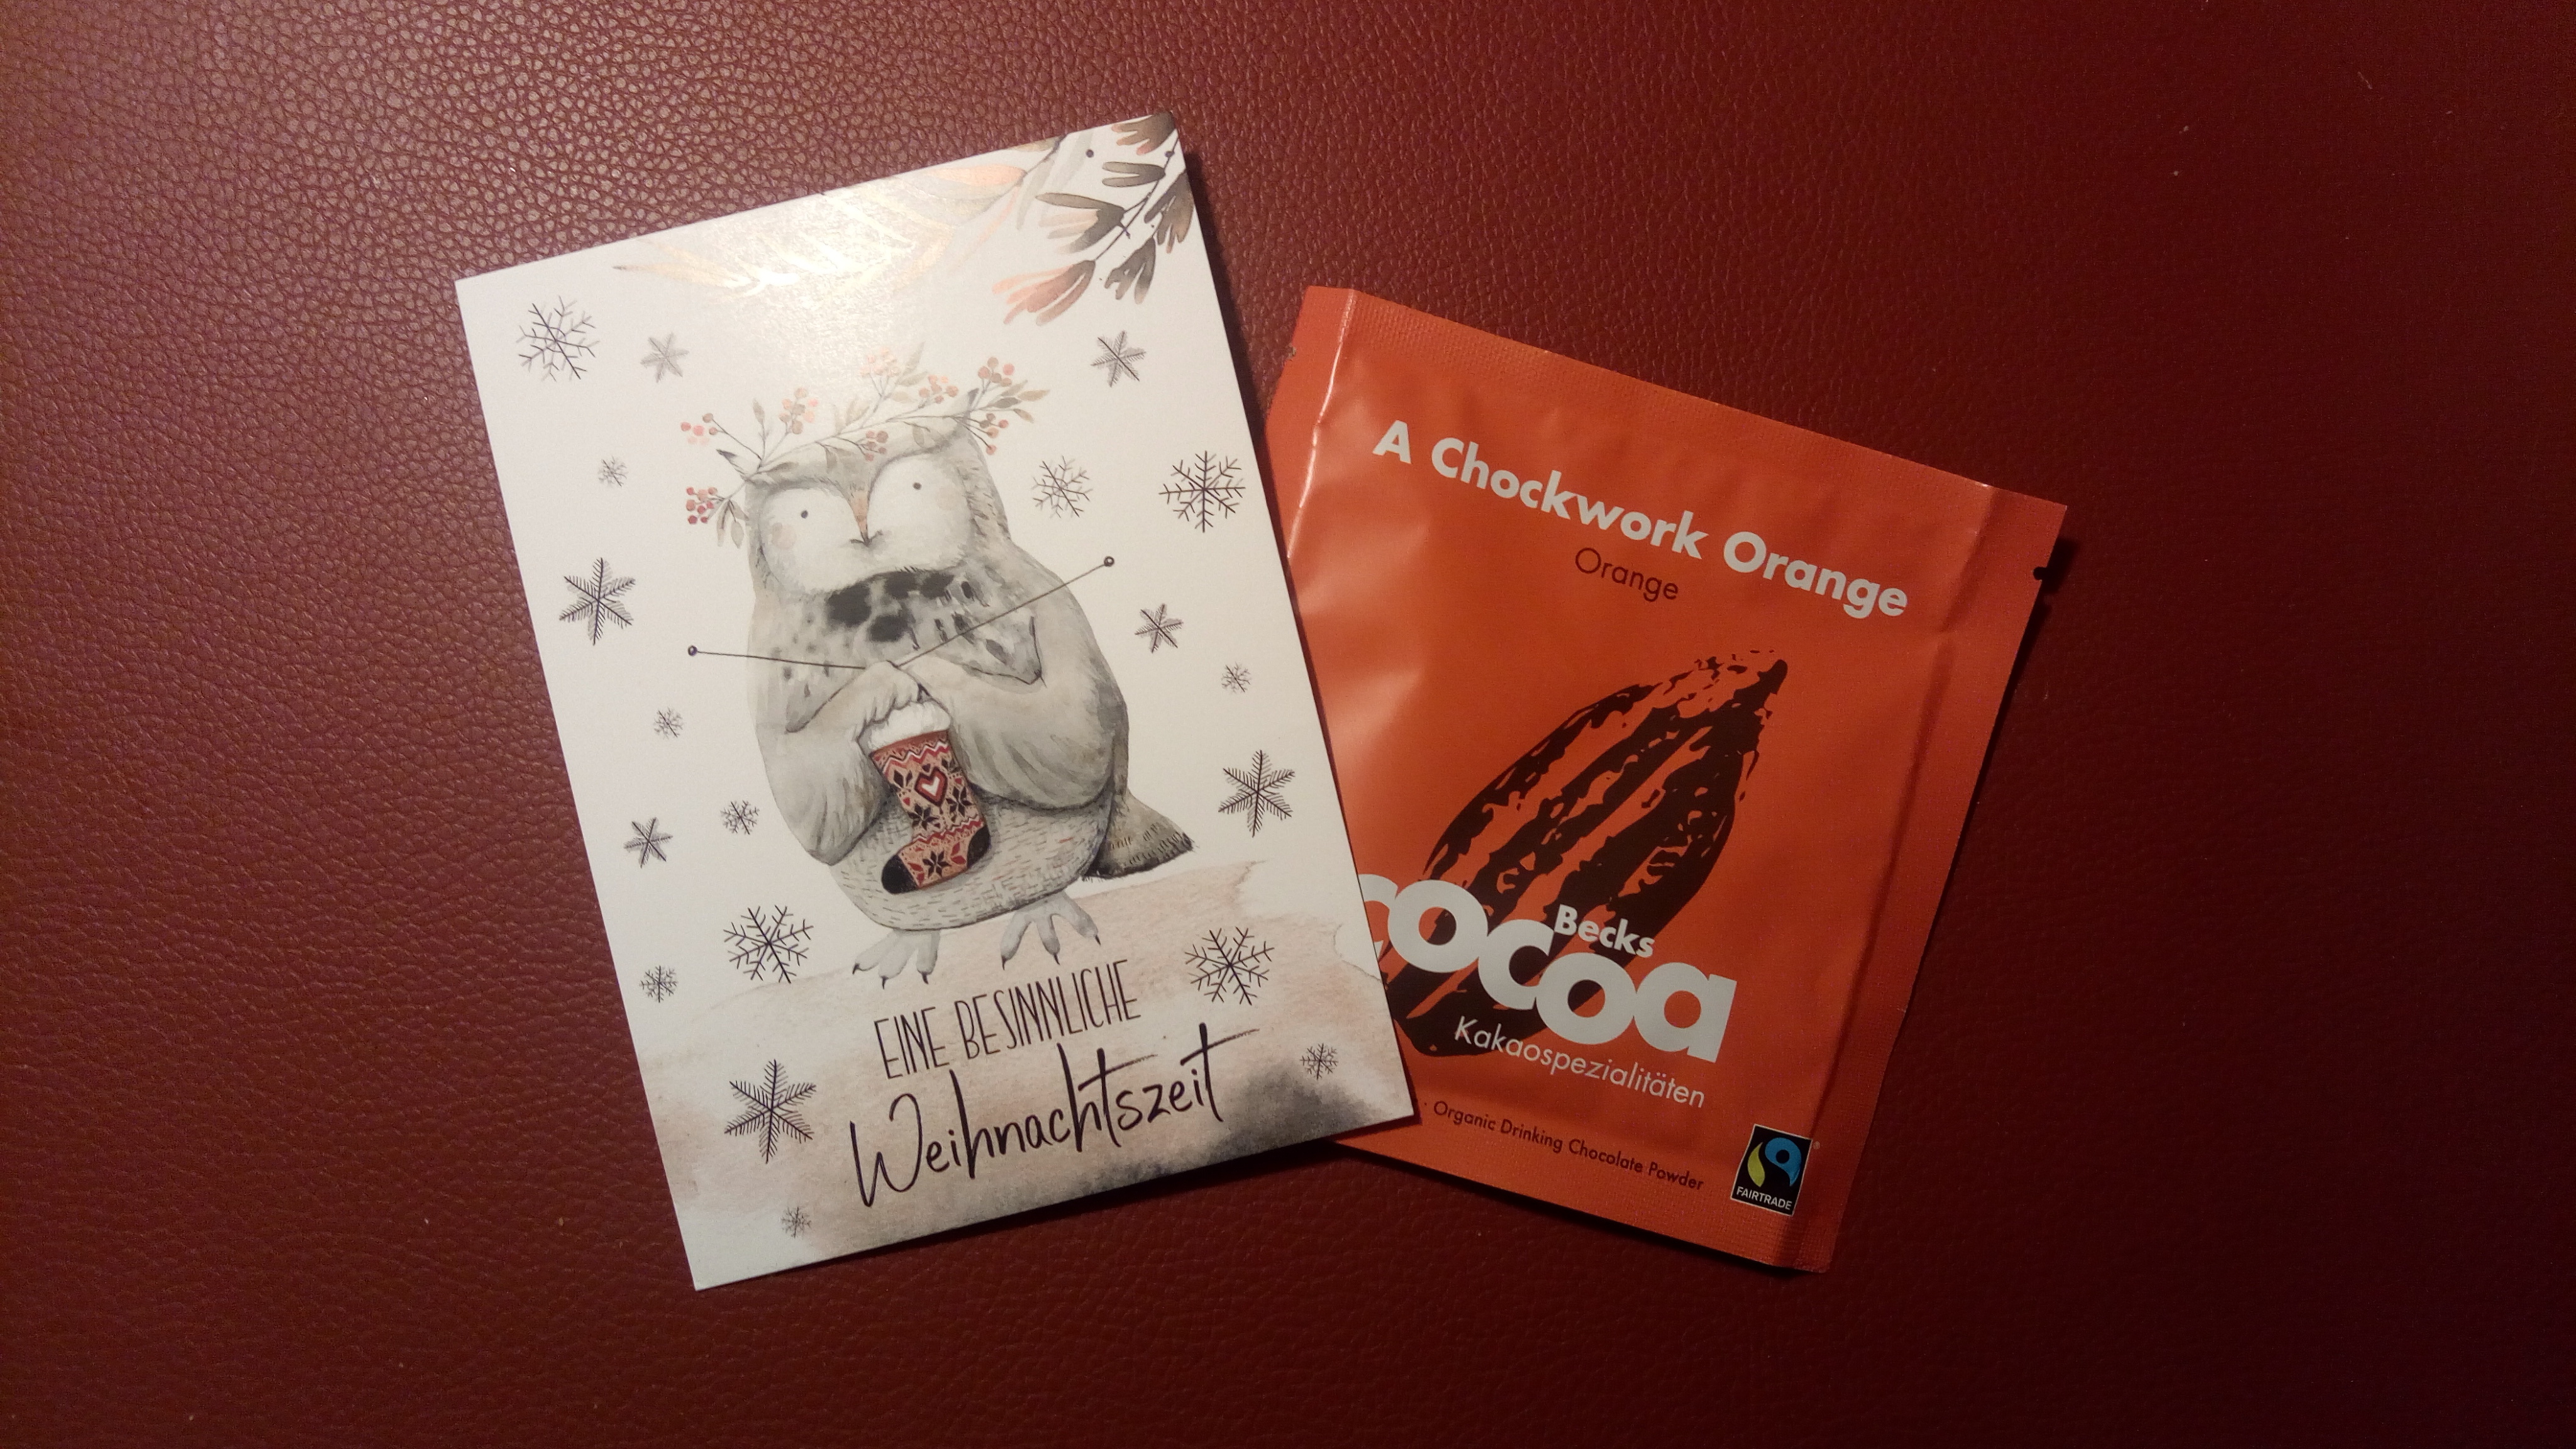 EINE BESINNLICHE
Weihnachtszeit
A Chockwork Orange
Orange
Becks
cocoa
Kakaospezialitäten
· Organic Drinking Chocolate Powder
FAIRTRADE